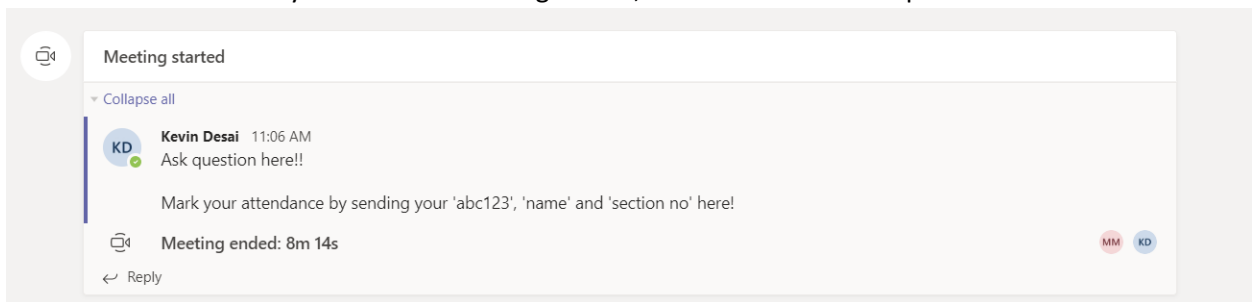 Meeting started
Collapse all
KD
Kevin Desai 11:06 AM
Ask question here!!
Mark your attendance by sending your 'abc123', 'name' and 'section no' here!
Meeting ended: 8m 14s
MM KD
Reply